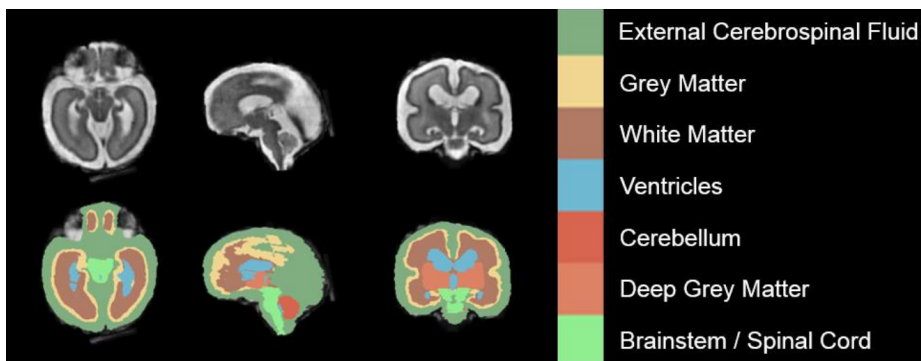 External Cerebrospinal Fluid
Grey Matter
White Matter
Ventricles
Cerebellum
Deep Grey Matter
Brainstem / Spinal Cord